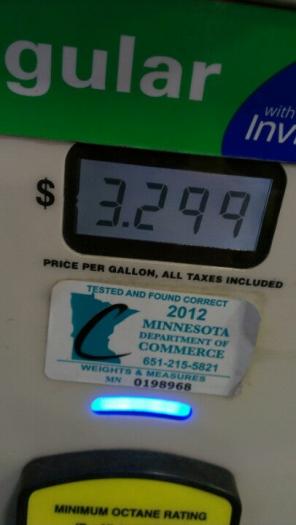 gular
with
Inv
$ 3.299
PRICE PER GALLON, ALL TAXES INCLUDED
TESTED AND FOUND CORRECT
2012
MINNESOTA
DEPARTMENT OF
COMMERCE
651-215-5821
WEIGHTS & MEASURES
MN 0198968
MINIMUM OCTANE RATING